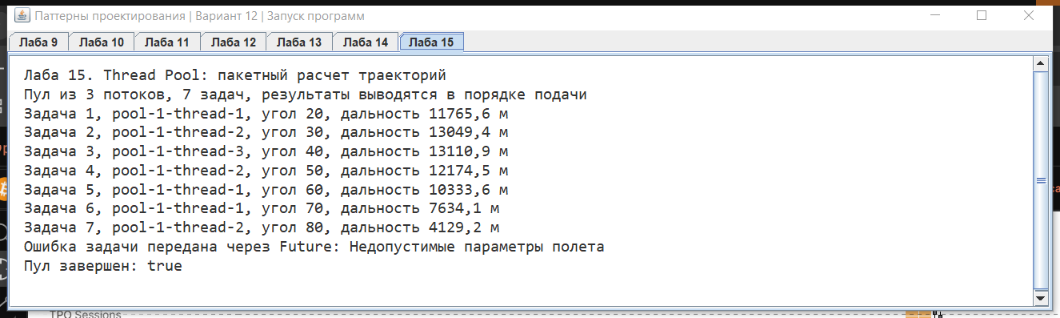 Паттерны проектирования | Вариант 12 | Запуск программ
Лаба 9 Лаба 10 Лаба 11 Лаба 12 Лаба 13 Лаба 14 Лаба 15
Лаба 15. Thread Pool: пакетный расчет траекторий
Пул из 3 потоков, 7 задач, результаты выводятся в порядке подачи
Задача 1, pool-1-thread-1, угол 20, дальность 11765,6 м
Задача 2, pool-1-thread-2, угол 30, дальность 13049,4 м
Задача 3, pool-1-thread-3, угол 40, дальность 13110,9 м
Задача 4, pool-1-thread-2, угол 50, дальность 12174,5 м
Задача 5, pool-1-thread-1, угол 60, дальность 10333,6 м
Задача 6, pool-1-thread-1, угол 70, дальность 7634,1 м
Задача 7, pool-1-thread-2, угол 80, дальность 4129,2 м
Ошибка задачи передана через Future: Недопустимые параметры полета
Пул завершен: true
TPO Sessions